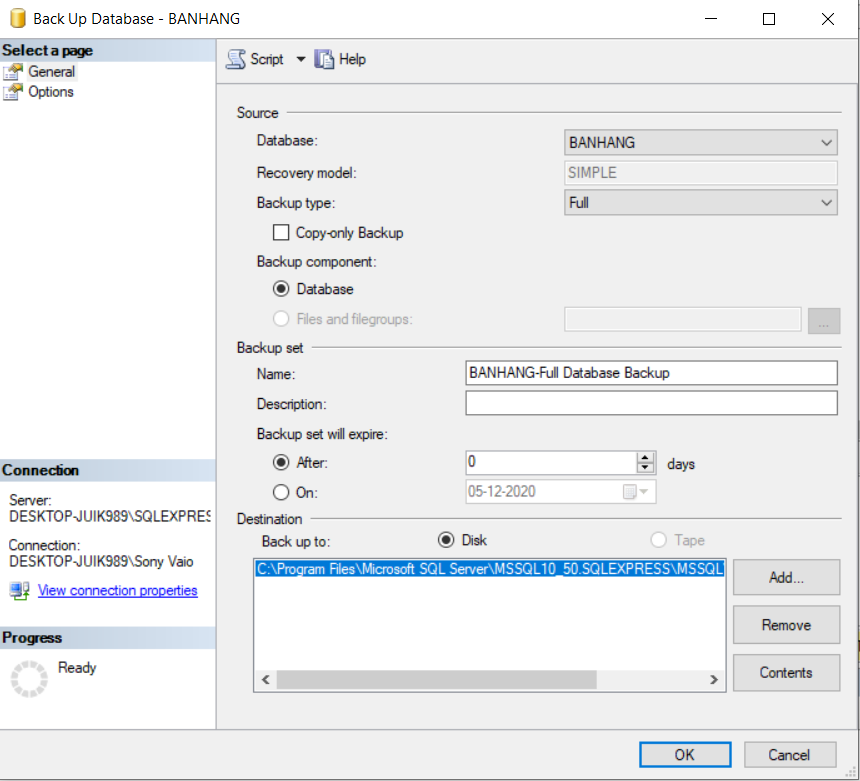 Back Up Database - BANHANG
Select a page
General
Options
Script
Help
Source
Database:
BANHANG
Recovery model:
SIMPLE
Backup type:
Full
Copy-only Backup
Backup component:
Database
Files and filegroups:
...
Backup set
Name:
BANHANG-Full Database Backup
Description:
Backup set will expire:
After:
0
days
On:
05-12-2020
Destination
Back up to:
Disk
Tape
C:\Program Files\Microsoft SQL Server\MSSQL10_50.SQLEXPRESS\MSSQL
Add...
Remove
Contents
Connection
Server:
DESKTOP-JUIK989\SQLEXPRES
Connection:
DESKTOP-JUIK989\Sony Vaio
View connection properties
Progress
Ready
OK
Cancel